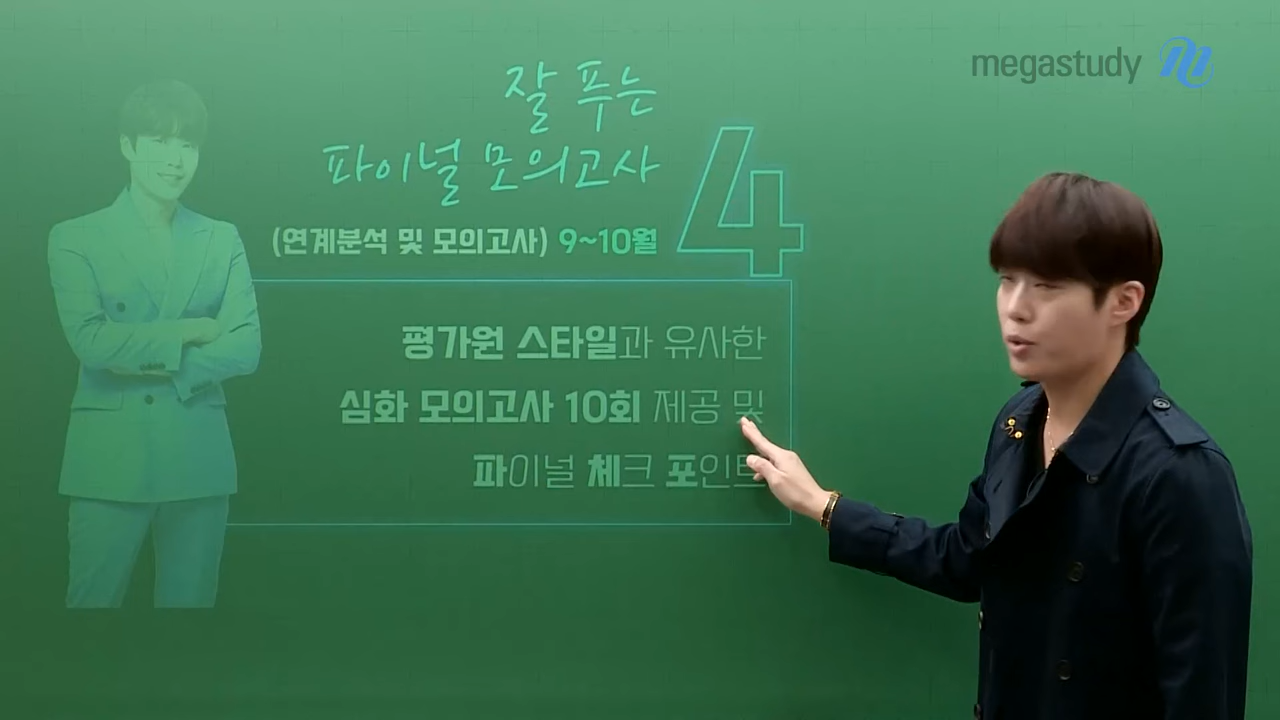 megastudy
잘 푸는
파이널 모의고사
4
(연계분석 및 모의고사) 9~10월
평가원 스타일과 유사한
심화 모의고사 10회 제공 및
파이널 체크 포인트